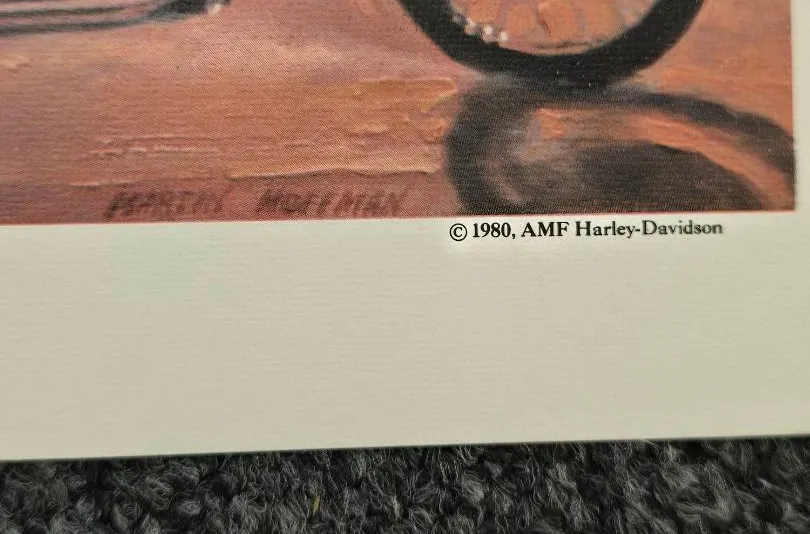 MARTIN HOFFMAN
© 1980, AMF Harley-Davidson